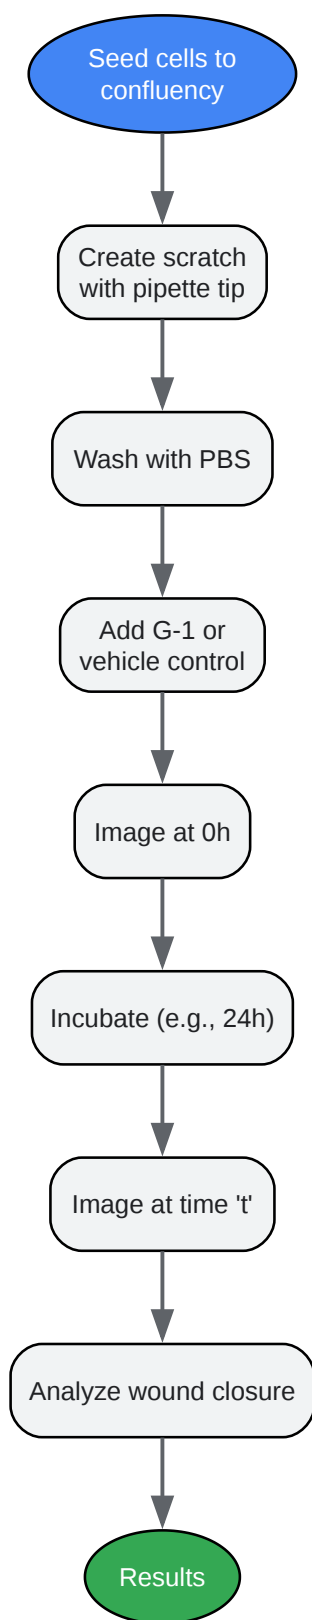 Seed cells to
confluency
Create scratch
with pipette tip
Wash with PBS
Add G-1 or
vehicle control
Image at 0h
Incubate (e.g., 24h)
Image at time 't'
Analyze wound closure
Results